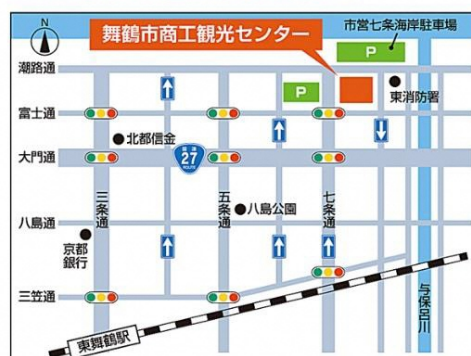 市営七条海岸駐車場
舞鶴市商工観光センター
N
P
潮路通
P
東消防署
富士通
北都信金
大門通
国道
27
ROUTE
三条通
五条通
七条通
八島公園
八島通
京都
銀行
三笠通
与保呂川
東舞鶴駅